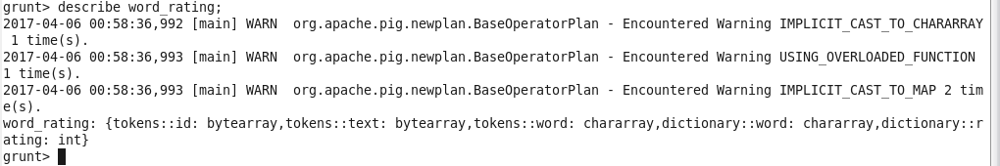 grunt> describe word_rating;
2017-04-06 00:58:36,992 [main] WARN  org.apache.pig.newplan.BaseOperatorPlan - Encountered Warning IMPLICIT_CAST_TO_CHARARRAY
 1 time(s).
2017-04-06 00:58:36,993 [main] WARN  org.apache.pig.newplan.BaseOperatorPlan - Encountered Warning USING_OVERLOADED_FUNCTION
1 time(s).
2017-04-06 00:58:36,993 [main] WARN  org.apache.pig.newplan.BaseOperatorPlan - Encountered Warning IMPLICIT_CAST_TO_MAP 2 tim
e(s).
word_rating: {tokens::id: bytearray,tokens::text: bytearray,tokens::word: chararray,dictionary::word: chararray,dictionary::r
ating: int}
grunt>